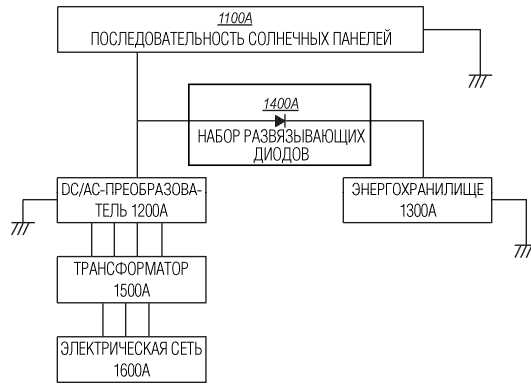 1100A
ПОСЛЕДОВАТЕЛЬНОСТЬ СОЛНЕЧНЫХ ПАНЕЛЕЙ
1400A
НАБОР РАЗВЯЗЫВАЮЩИХ
ДИОДОВ
DC/AC-ПРЕОБРАЗОВА-
ТЕЛЬ 1200A
ЭНЕРГОХРАНИЛИЩЕ
1300A
ТРАНСФОРМАТОР
1500A
ЭЛЕКТРИЧЕСКАЯ СЕТЬ
1600A